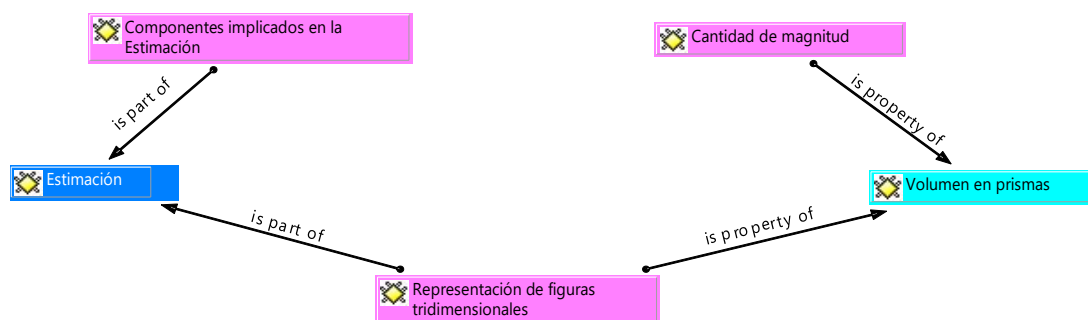 Componentes implicados en la
Estimación
Cantidad de magnitud
is part of
is property of
Estimación
Volumen en prismas
is part of
is property of
Representación de figuras
tridimensionales